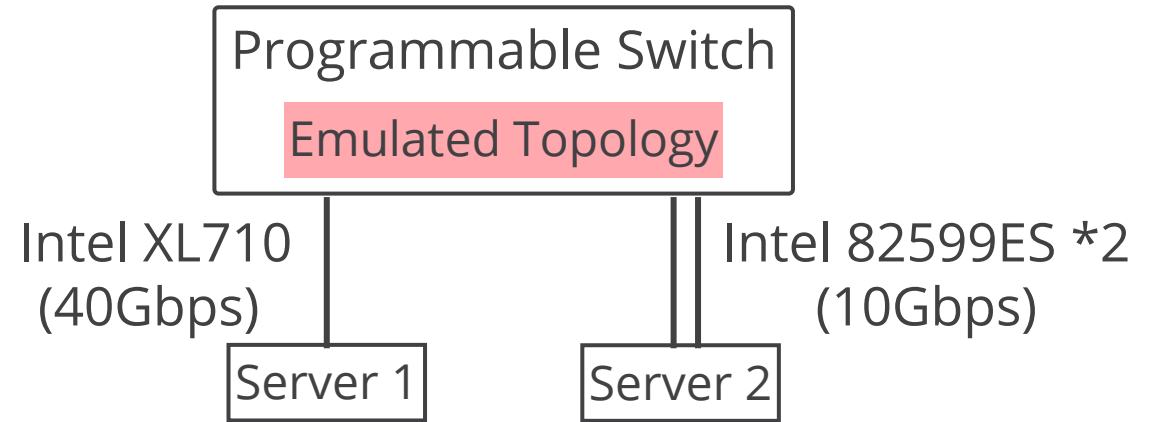 Programmable Switch
Emulated Topology
Intel XL710
(40Gbps)
Intel 82599ES *2
(10Gbps)
Server 1
Server 2